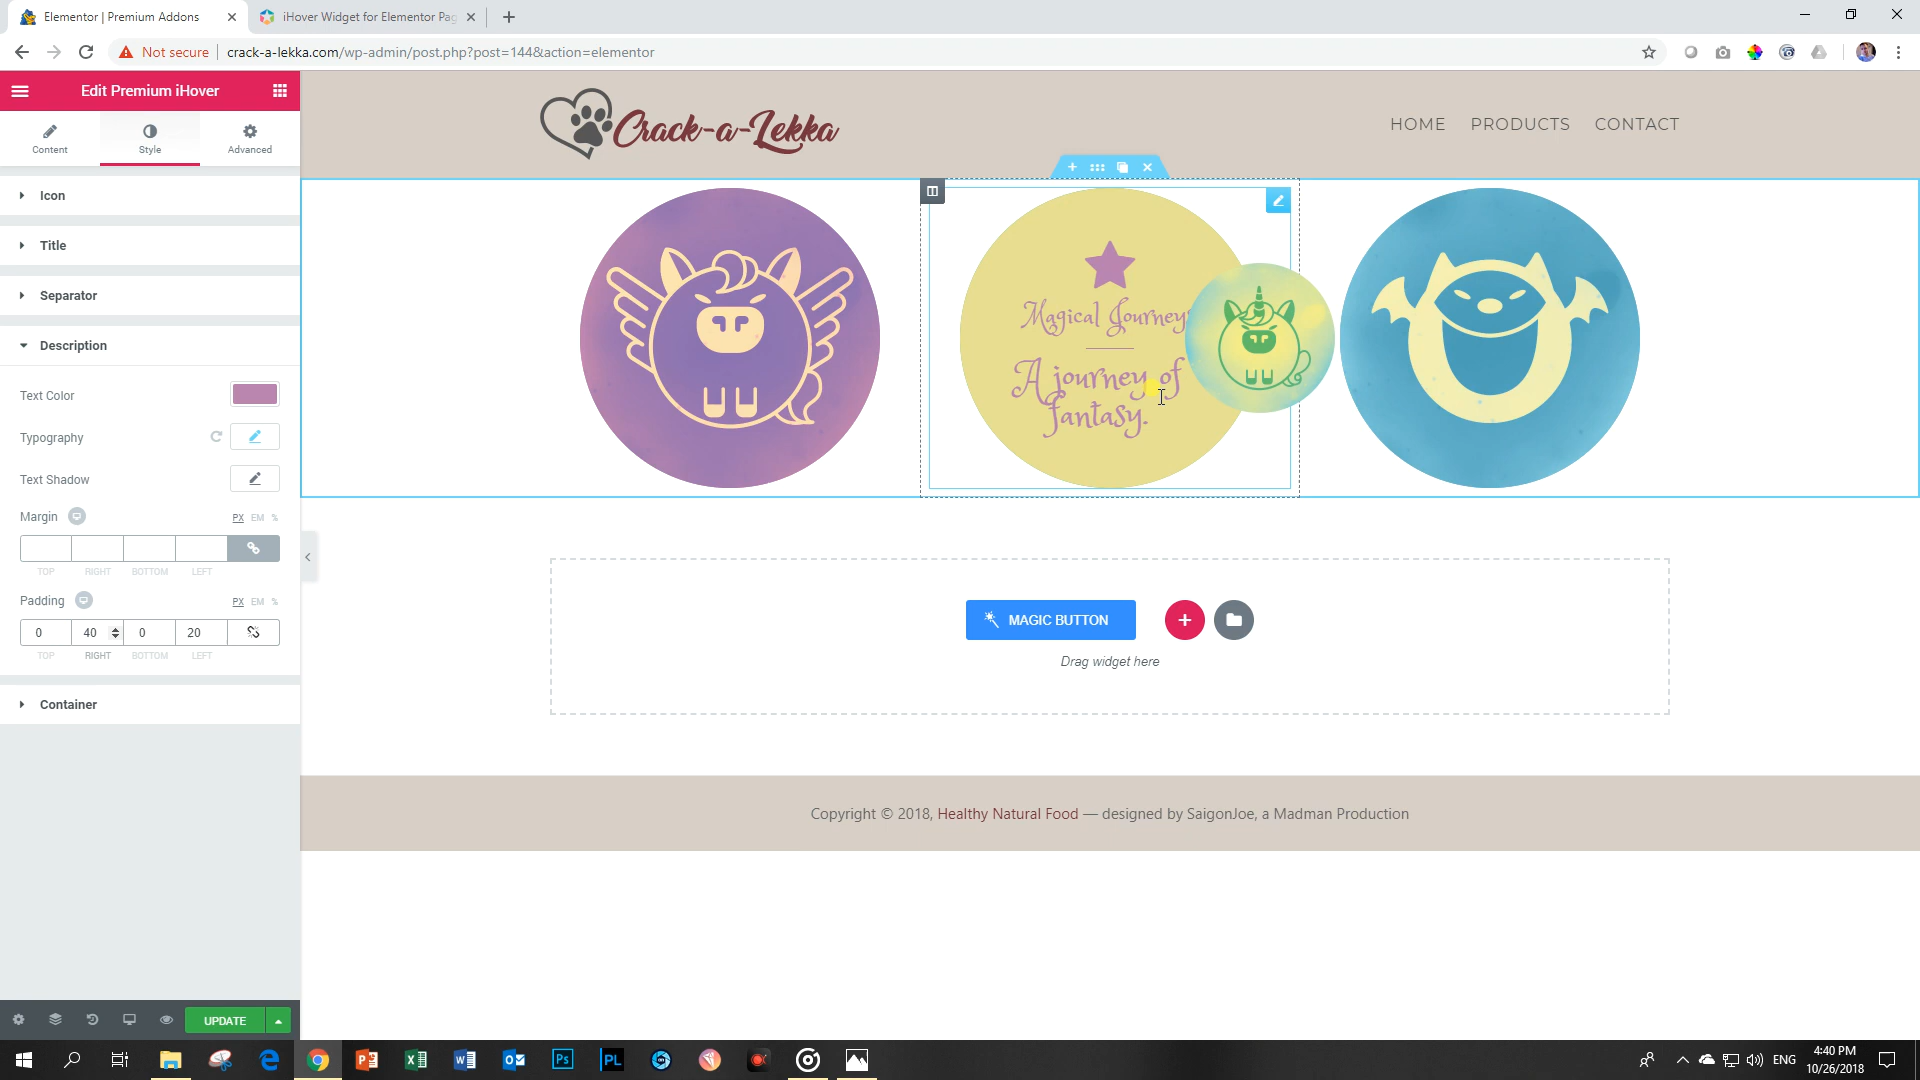 Elementor | Premium Addons
iHover Widget for Elementor Pag
Not secure
crack-a-lekka.com/wp-admin/post.php?post=144&action=elementor
Edit Premium iHover
Content
Style
Advanced
Icon
Title
Separator
Description
Text Color
Typography
Text Shadow
Margin
PX EM %
TOP RIGHT BOTTOM LEFT
Padding
PX EM %
0 40 0 20
TOP RIGHT BOTTOM LEFT
Container
UPDATE
Crack-a-Lekka
HOME PRODUCTS CONTACT
Magical Journeys
A journey of
fantasy.
MAGIC BUTTON
Drag widget here
Copyright © 2018, Healthy Natural Food — designed by SaigonJoe, a Madman Production
Ps
PL
ENG
4:40 PM
10/26/2018